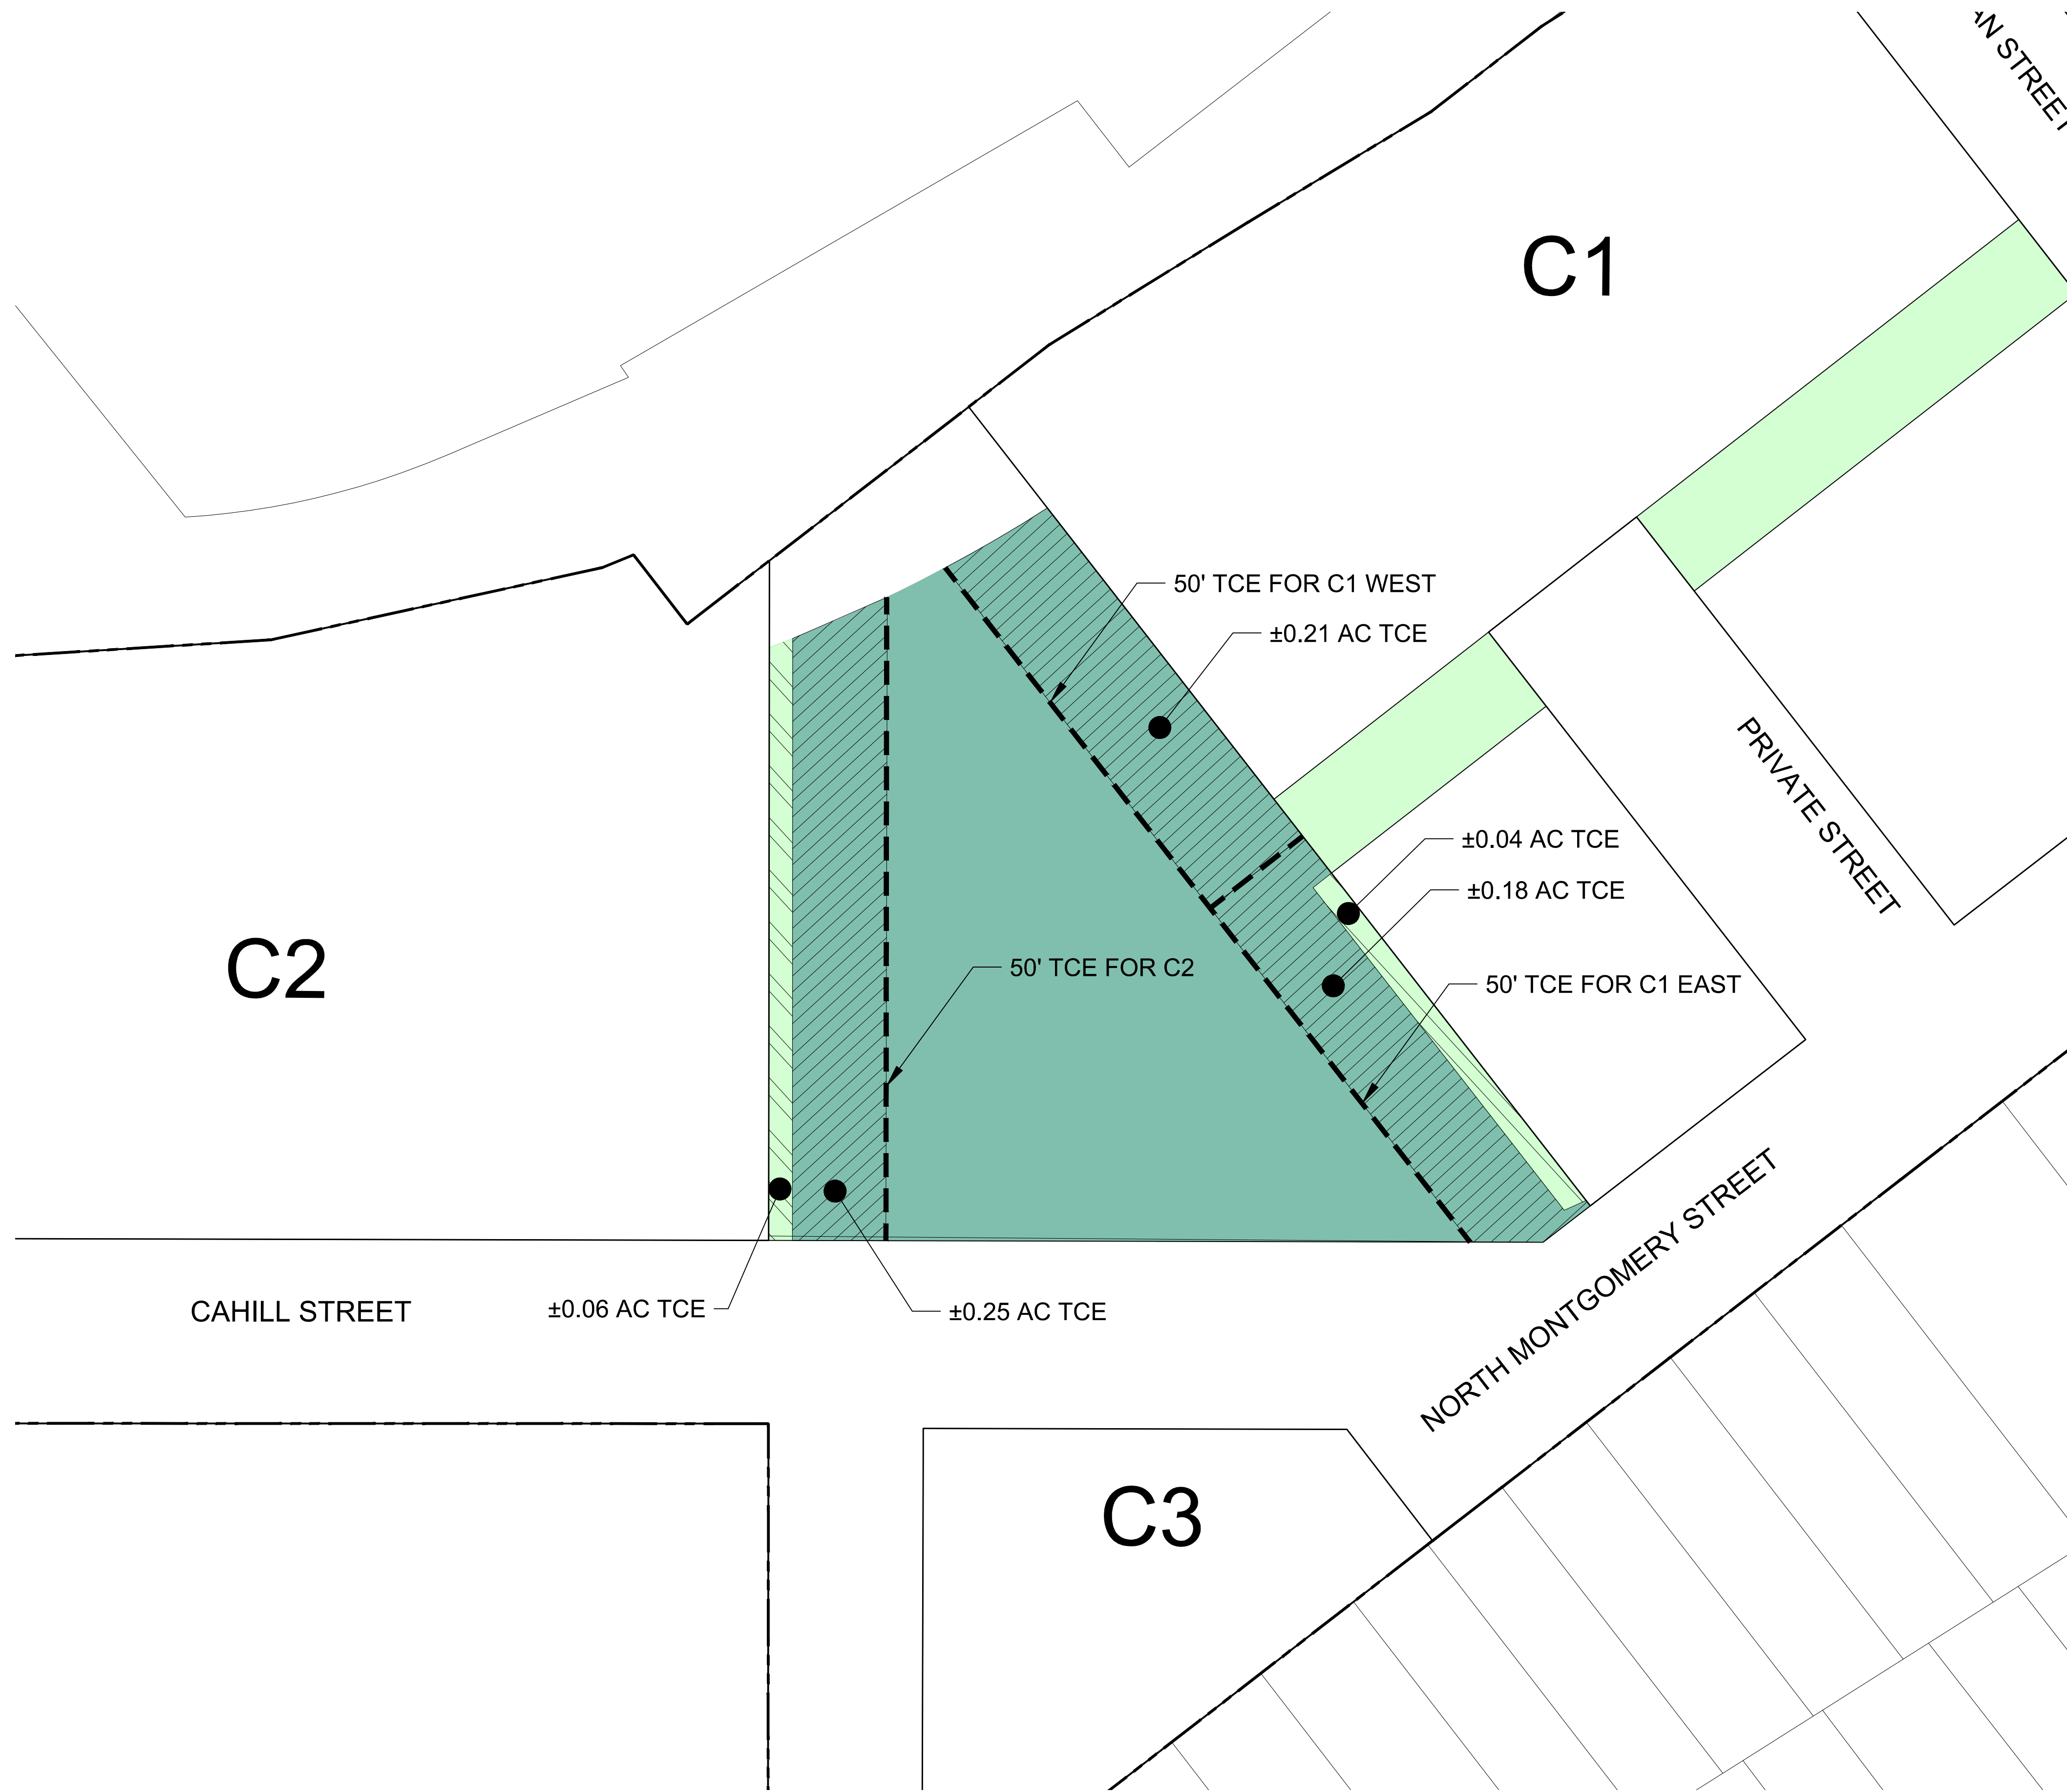 STREET
C1
50' TCE FOR C1 WEST
±0.21 AC TCE
PRIVATE STREET
±0.04 AC TCE
±0.18 AC TCE
C2
50' TCE FOR C2
50' TCE FOR C1 EAST
CAHILL STREET
±0.06 AC TCE
±0.25 AC TCE
NORTH MONTGOMERY STREET
C3